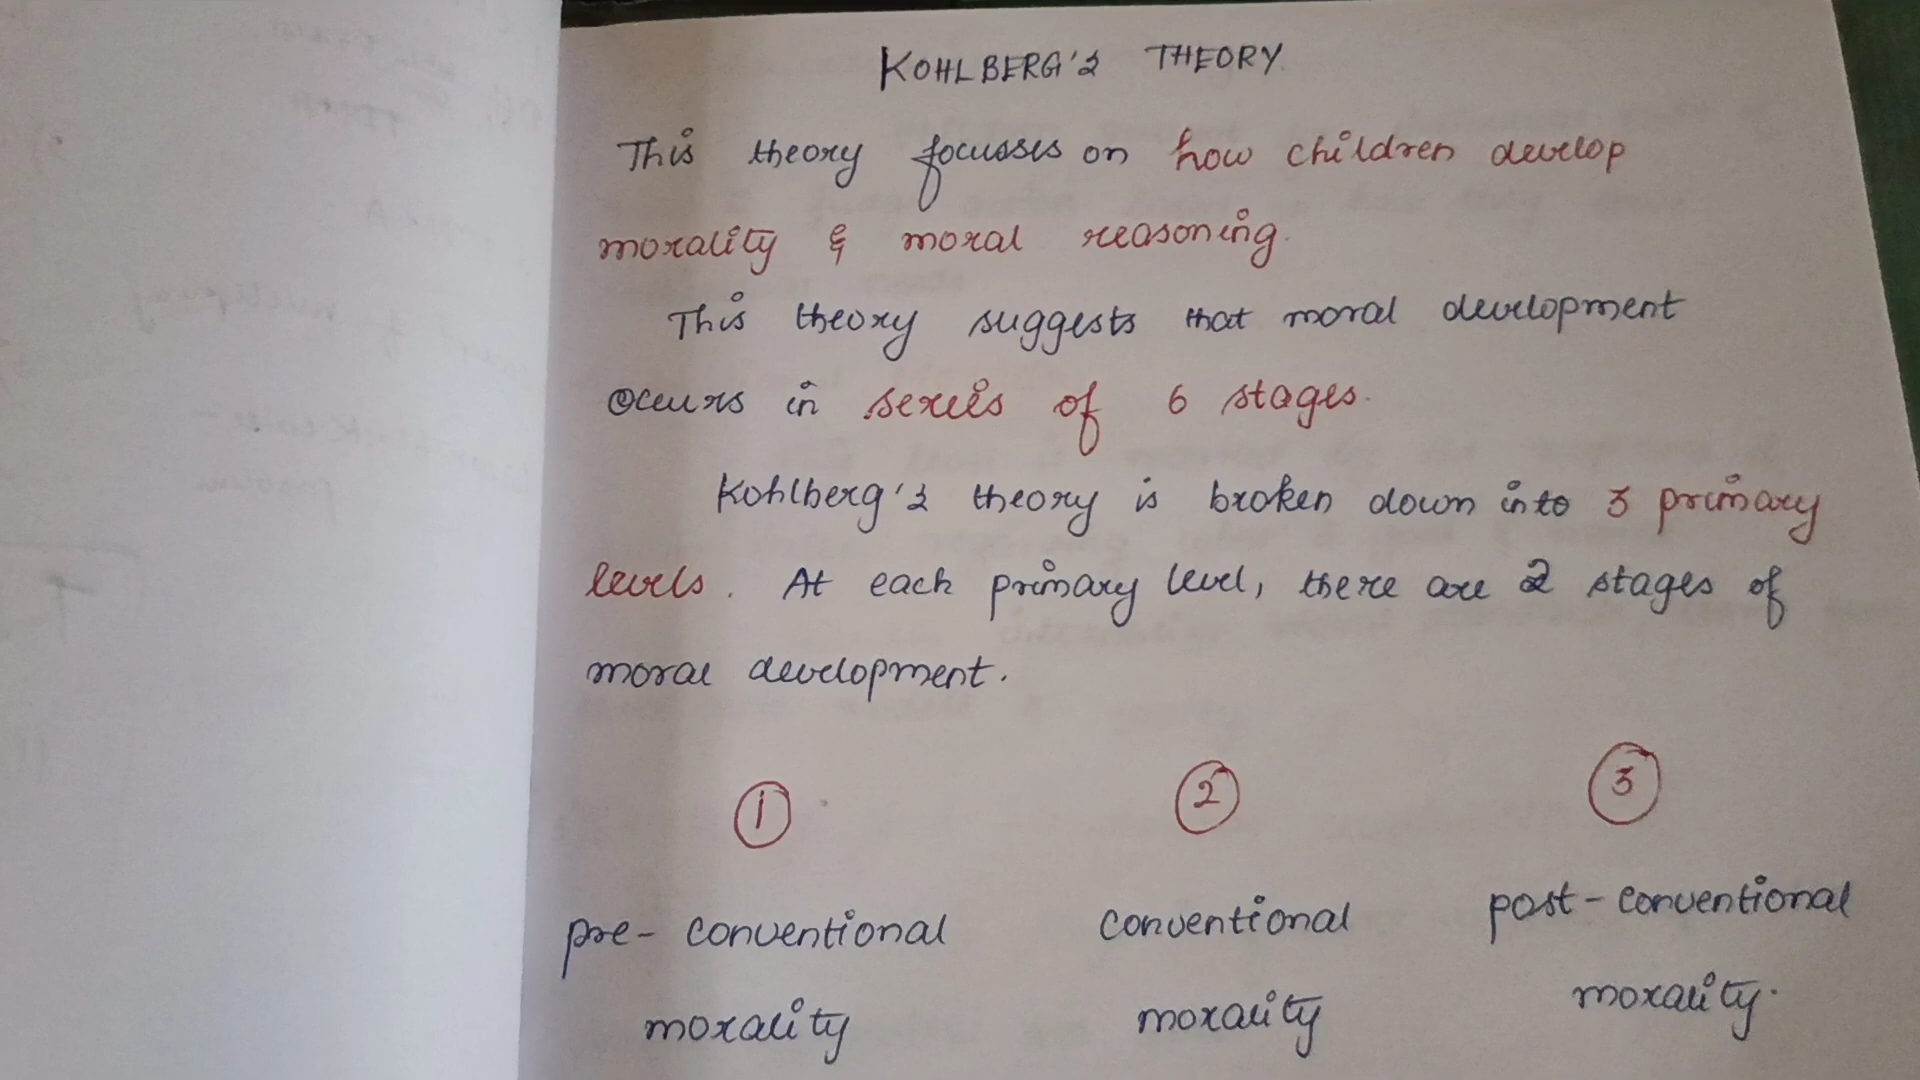 KOHLBERG'S THEORY.
This theory focusses on how children develop
morality & moral reasoning.
This theory suggests that moral development
occurs in series of 6 stages.
Kohlberg's theory is broken down into 3 primary
levels. At each primary level, there are 2 stages of
moral development.
1 2 3
pre-conventional conventional post-conventional
morality morality morality.